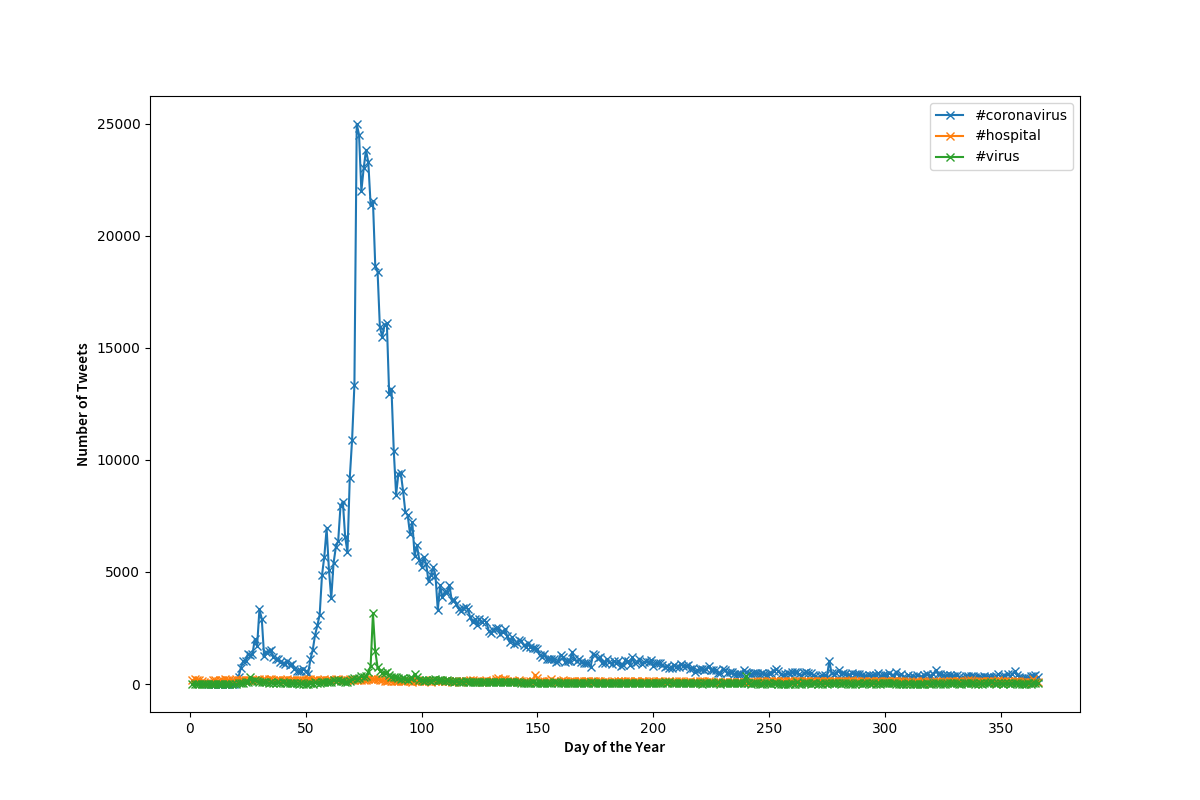 25000
20000
15000
10000
5000
0
Number of Tweets
0 50 100 150 200 250 300 350
Day of the Year
#coronavirus
#hospital
#virus